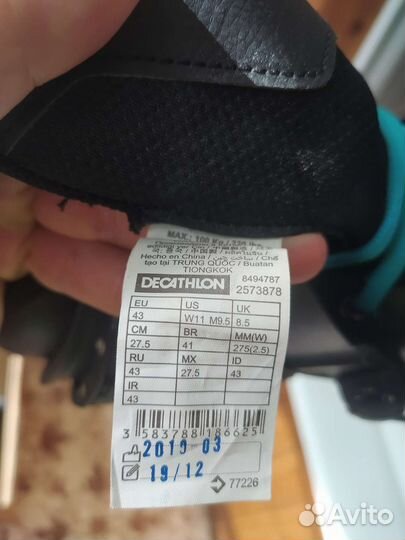 MAX.: 100 Kg / 220 lbs
Hecho en China /
tạo tại TRUNG QUỐC / Buatan
TIONGKOK
8494787
DECATHLON 2573878
EU US UK
43 W11 M9.5 8.5
CM BR MM(W)
27.5 41 275(2.5)
RU MX ID
43 27.5 43
IR
43
3 583788 186625
2019 03
19/12
77226
Avito